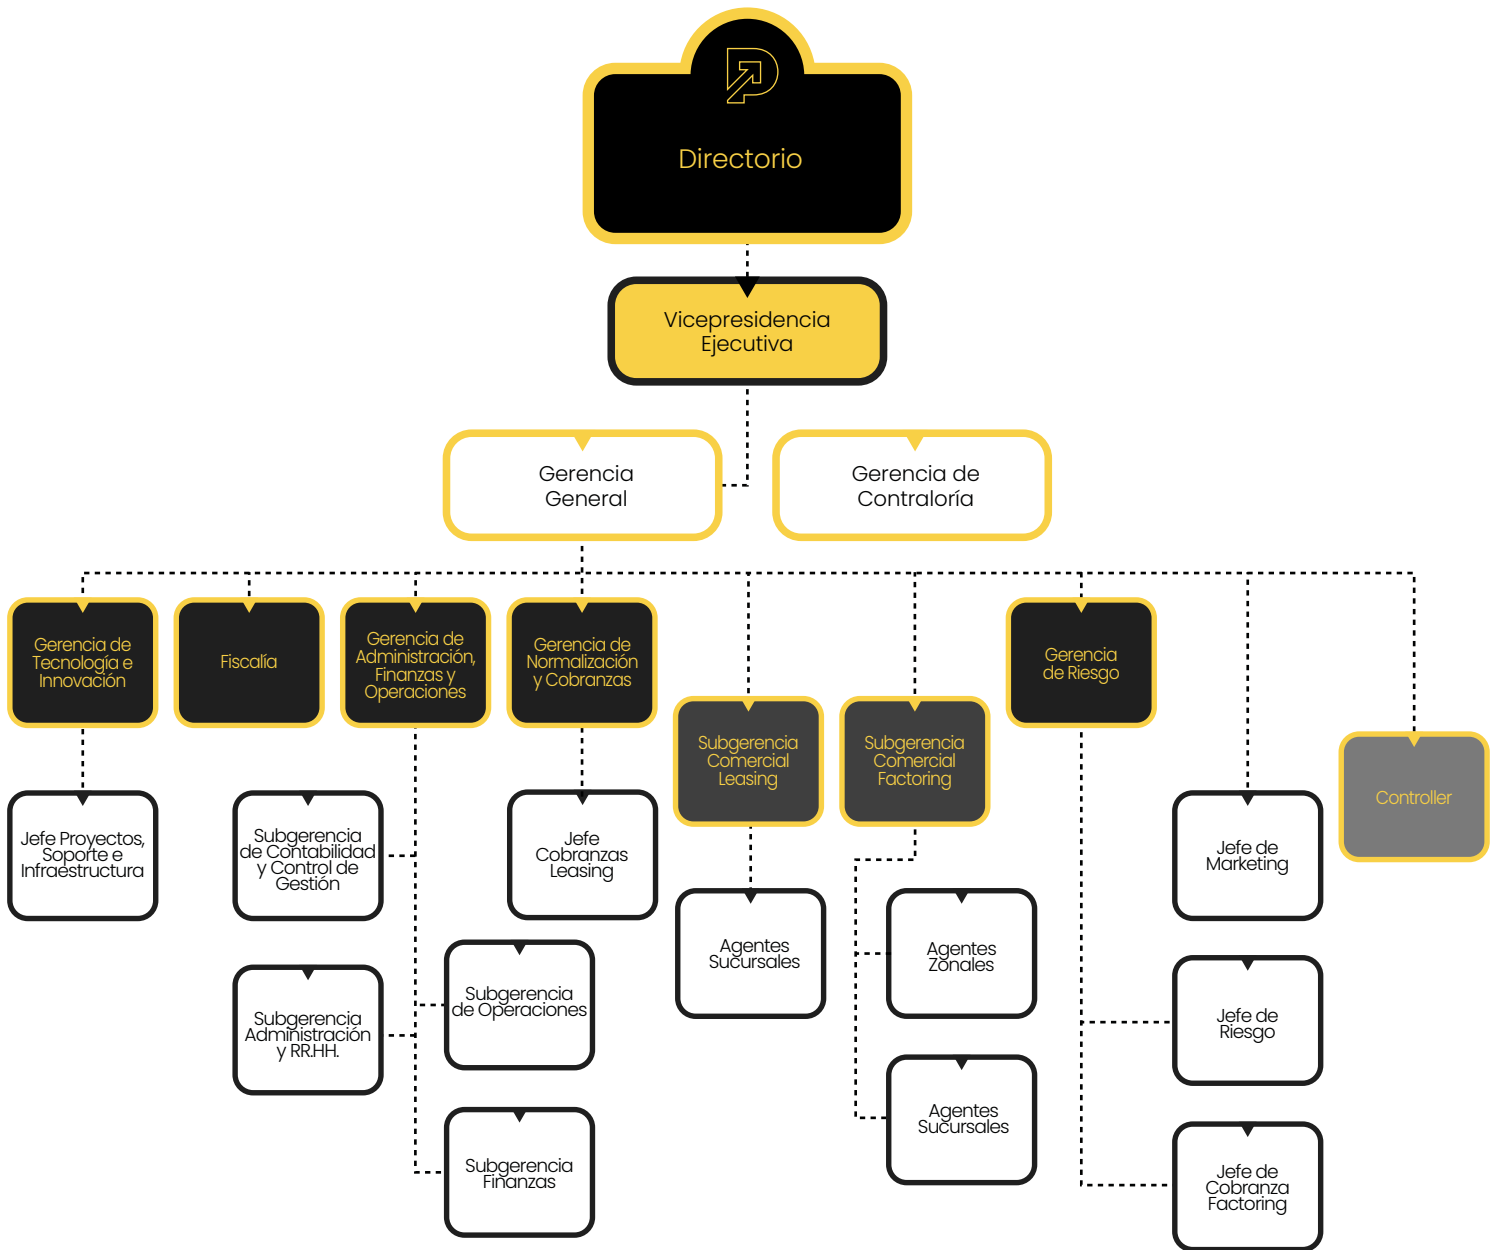 Directorio
Vicepresidencia
Ejecutiva
Gerencia
General
Gerencia de
Contraloría
Gerencia de
Tecnología e
Innovación
Fiscalía
Gerencia de
Administración,
Finanzas y
Operaciones
Gerencia de
Normalización
y Cobranzas
Subgerencia
Comercial
Leasing
Subgerencia
Comercial
Factoring
Gerencia
de Riesgo
Controller
Jefe Proyectos,
Soporte e
Infraestructura
Subgerencia
de Contabilidad
y Control de
Gestión
Jefe
Cobranzas
Leasing
Jefe de
Marketing
Agentes
Sucursales
Agentes
Zonales
Subgerencia
Administración
y RR.HH.
Subgerencia
de Operaciones
Jefe de
Riesgo
Agentes
Sucursales
Subgerencia
Finanzas
Jefe de
Cobranza
Factoring